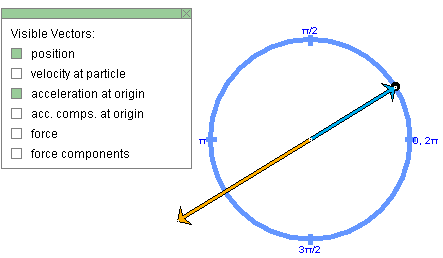 Visible Vectors:
position
velocity at particle
acceleration at origin
acc. comps. at origin
force
force components
π/2
π
0, 2π
3π/2